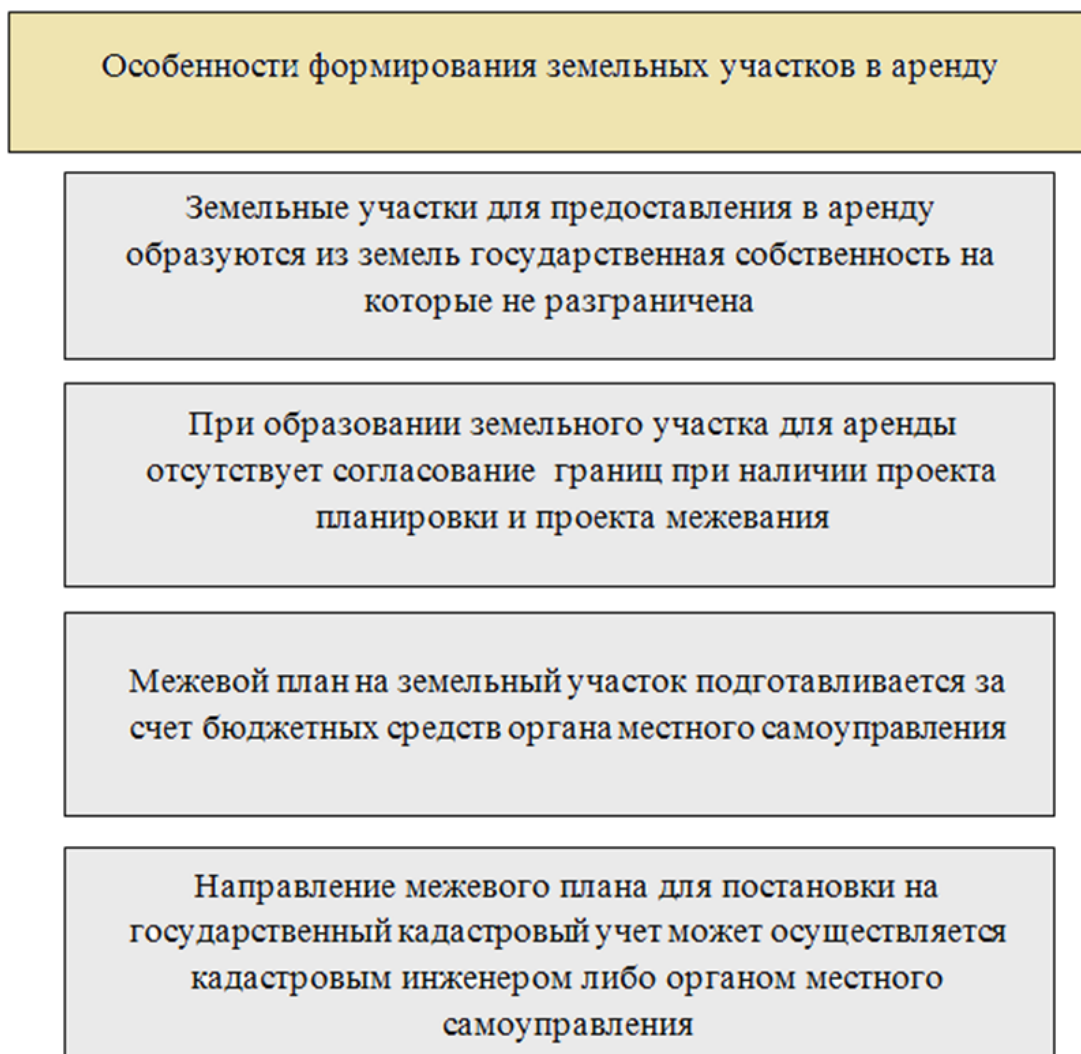 Особенности формирования земельных участков в аренду
Земельные участки для предоставления в аренду
образуются из земель государственная собственность на
которые не разграничена
При образовании земельного участка для аренды
отсутствует согласование границ при наличии проекта
планировки и проекта межевания
Межевой план на земельный участок подготавливается за
счет бюджетных средств органа местного самоуправления
Направление межевого плана для постановки на
государственный кадастровый учет может осуществляется
кадастровым инженером либо органом местного
самоуправления